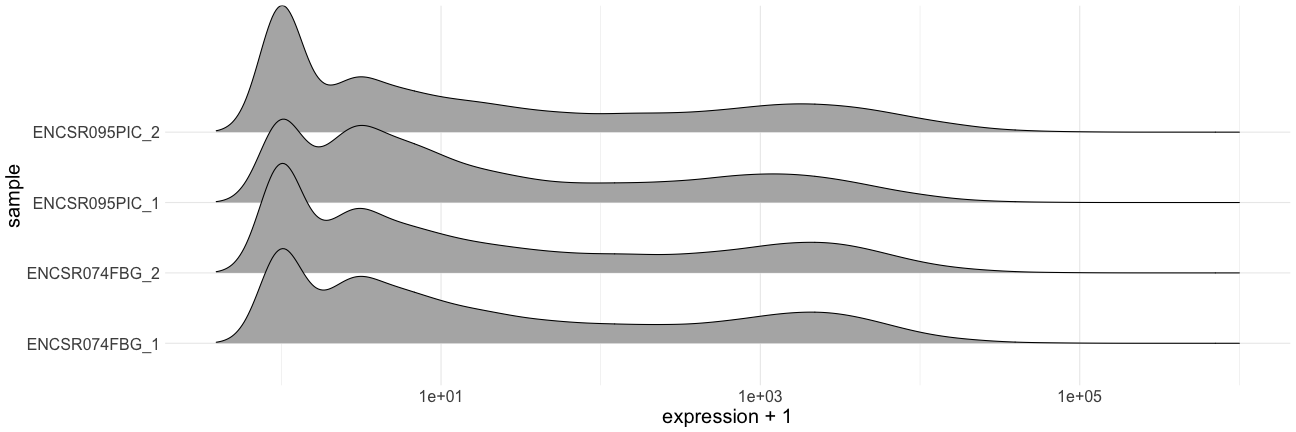 ENCSR095PIC_2
ENCSR095PIC_1
ENCSR074FBG_2
ENCSR074FBG_1
sample
1e+01 1e+03 1e+05
expression + 1